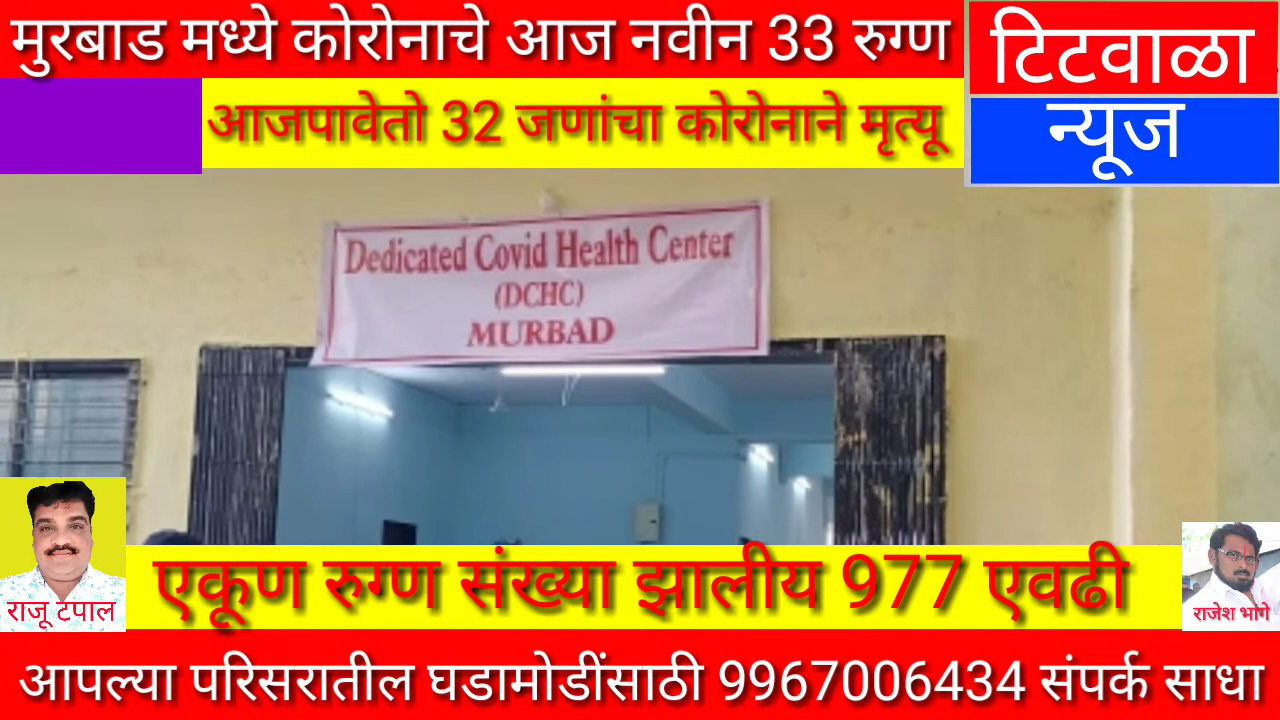 मुरबाड मध्ये कोरोनाचे आज नवीन 33 रुग्ण
टिटवाळा
न्यूज
आजपावेतो 32 जणांचा कोरोनाने मृत्यू
Dedicated Covid Health Center
(DCHC)
MURBAD
एकूण रुग्ण संख्या झालीय 977 एवढी
राजू टपाल
राजेश भांगे
आपल्या परिसरातील घडामोडींसाठी 9967006434 संपर्क साधा